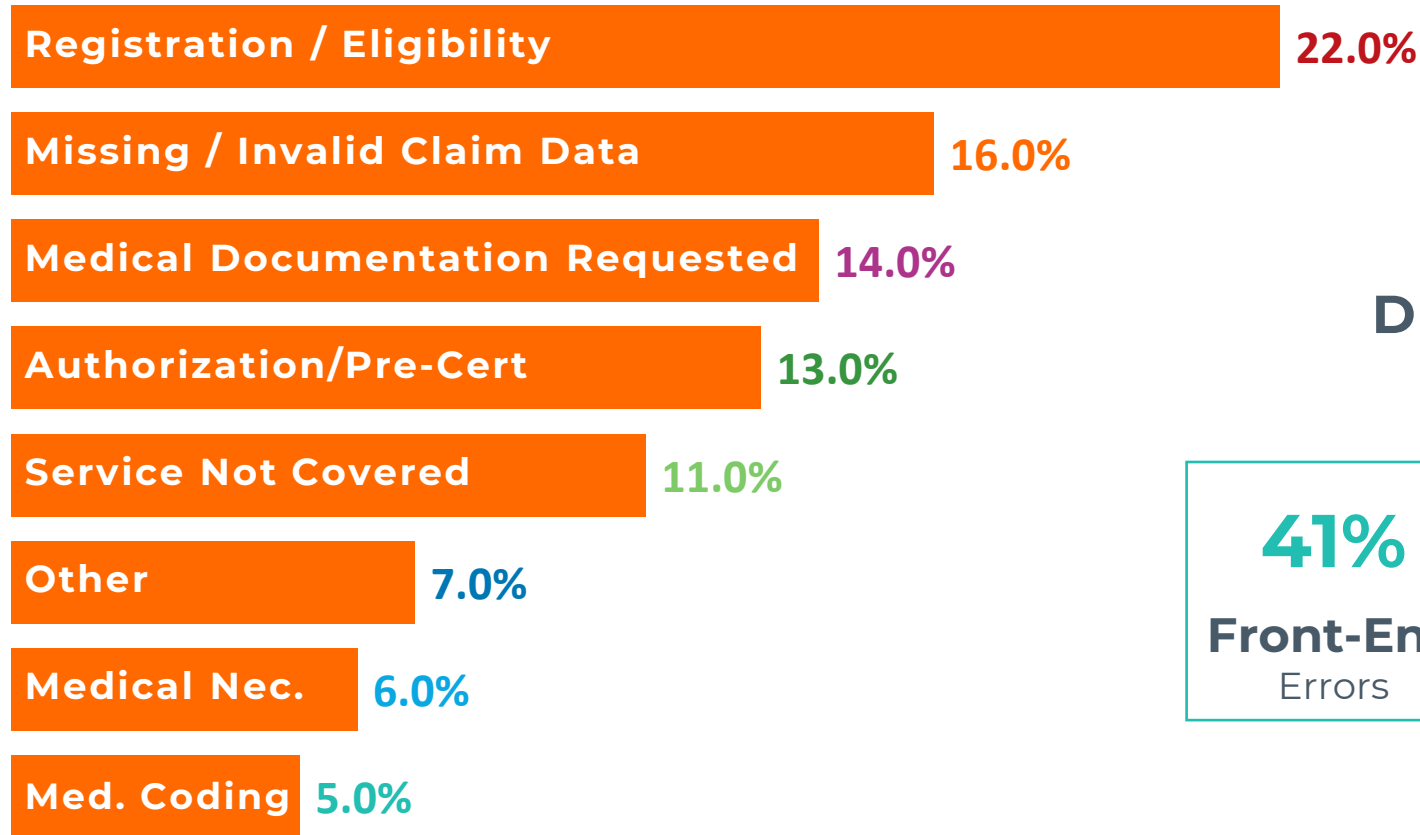 Registration / Eligibility 22.0%
Missing / Invalid Claim Data 16.0%
Medical Documentation Requested 14.0%
Authorization/Pre-Cert 13.0%
Service Not Covered 11.0%
Other 7.0%
Medical Nec. 6.0%
Med. Coding 5.0%
D
41%
Front-En
Errors